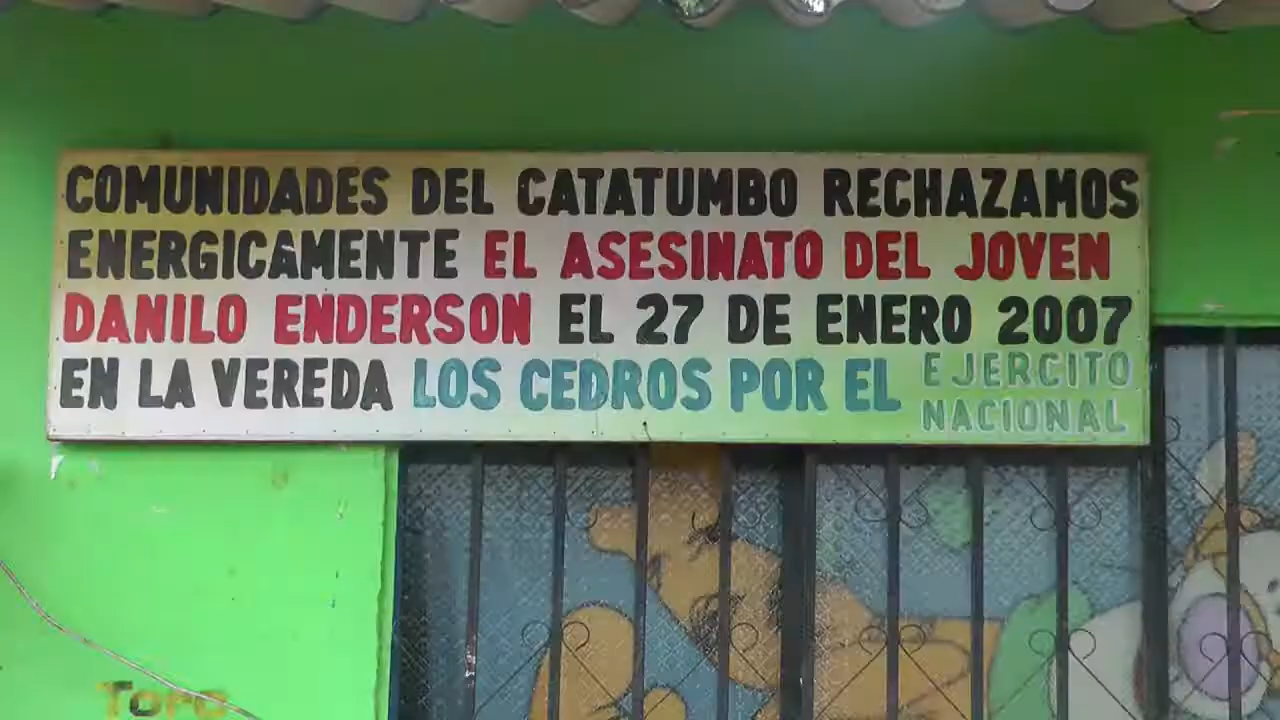 COMUNIDADES DEL CATATUMBO RECHAZAMOS
ENERGICAMENTE EL ASESINATO DEL JOVEN
DANILO ENDERSON EL 27 DE ENERO 2007
EN LA VEREDA LOS CEDROS POR EL EJERCITO
NACIONAL